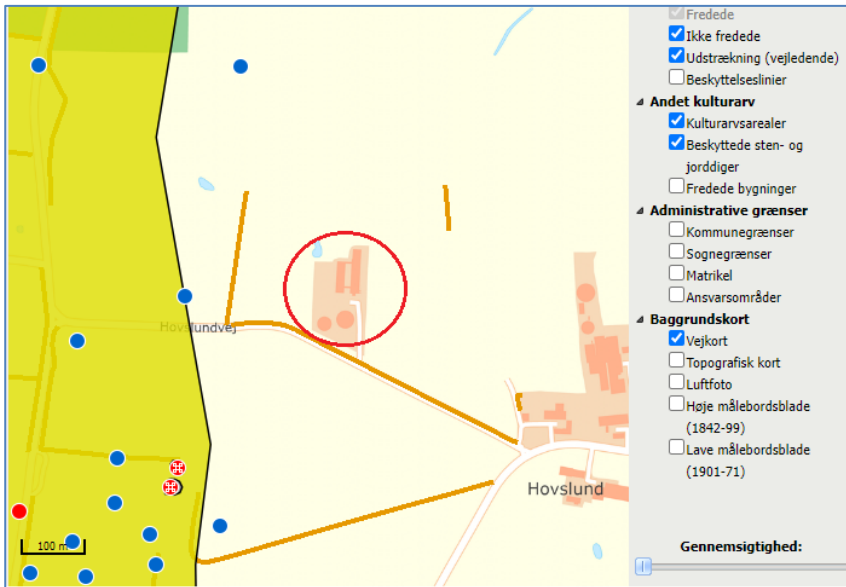 Fredede
Ikke fredede
Udstrækning (vejledende)
Beskyttelseslinier
Andet kulturarv
Kulturarvsarealer
Beskyttede sten- og
jorddiger
Fredede bygninger
Administrative grænser
Kommunegrænser
Sognegrænser
Matrikel
Ansvarsområder
Baggrundskort
Vejkort
Topografisk kort
Luftfoto
Høje målebordsblade
(1842-99)
Lave målebordsblade
(1901-71)
Gennemsigtighed:
Hovslundvej
Hovslund
100 m